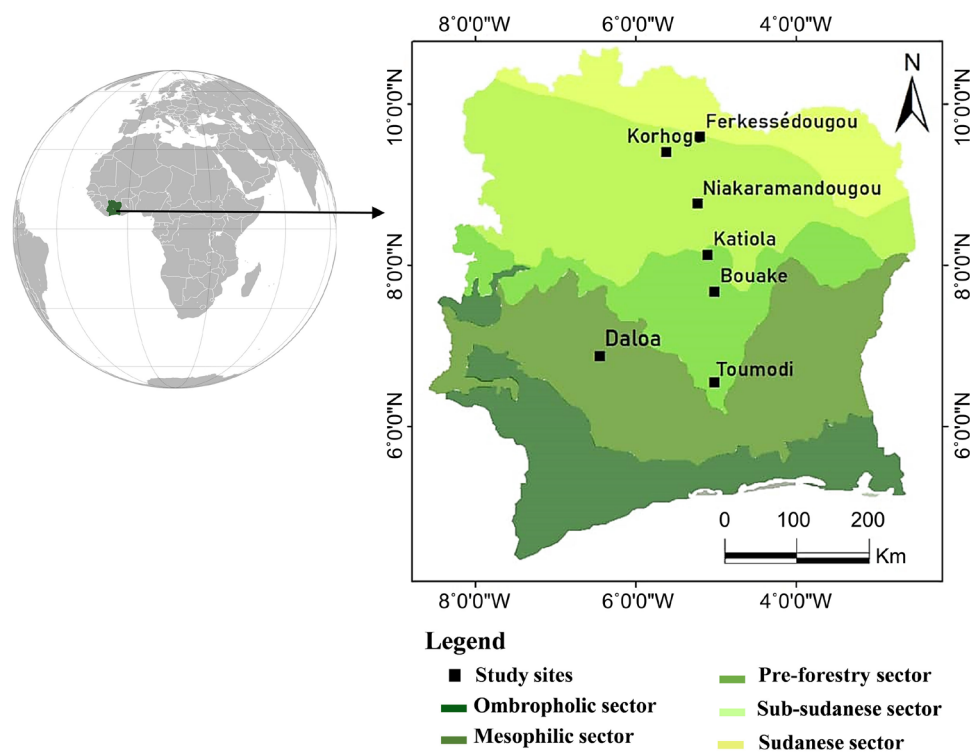 8°0'0"W 6°0'0"W 4°0'0"W
N
10°0'0"N 10°0'0"N
Ferkessédougou
Korhogo
Niakaramandougou
Katiola
8°0'0"N 8°0'0"N
Bouake
Daloa
Toumodi
6°0'0"N 6°0'0"N
0 100 200
Km
8°0'0"W 6°0'0"W 4°0'0"W
Legend
Study sites
Ombropholic sector
Mesophilic sector
Pre-forestry sector
Sub-sudanese sector
Sudanese sector